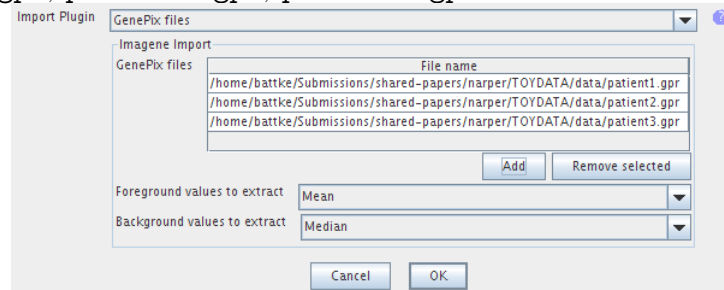 Import Plugin GenePix files
Imagene Import
GenePix files File name
/home/battke/Submissions/shared-papers/narper/TOYDATA/data/patient1.gpr
/home/battke/Submissions/shared-papers/narper/TOYDATA/data/patient2.gpr
/home/battke/Submissions/shared-papers/narper/TOYDATA/data/patient3.gpr
Add Remove selected
Foreground values to extract Mean
Background values to extract Median
Cancel OK